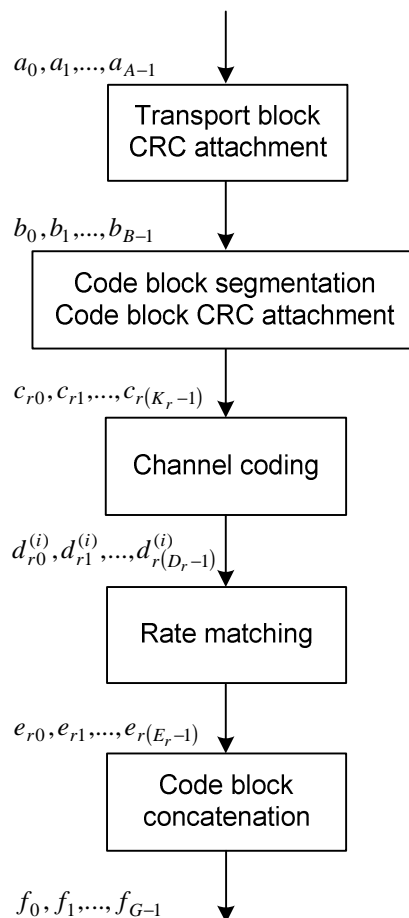 a_0, a_1,..., a_{A-1}
Transport block
CRC attachment
b_0, b_1,..., b_{B-1}
Code block segmentation
Code block CRC attachment
c_{r0}, c_{r1},..., c_{r(K_r-1)}
Channel coding
d_{r0}^{(i)}, d_{r1}^{(i)},..., d_{r(D_r-1)}^{(i)}
Rate matching
e_{r0}, e_{r1},..., e_{r(E_r-1)}
Code block
concatenation
f_0, f_1,..., f_{G-1}